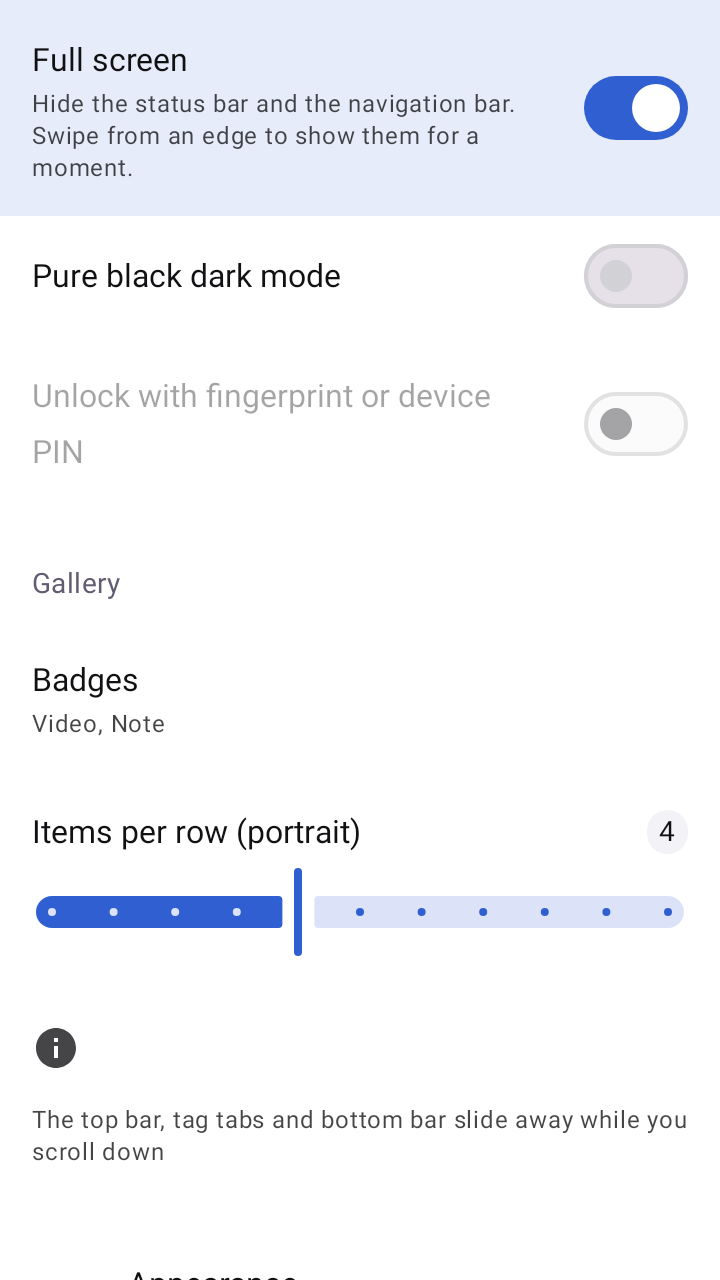 Full screen
Hide the status bar and the navigation bar.
Swipe from an edge to show them for a
moment.
Pure black dark mode
Unlock with fingerprint or device
PIN
Gallery
Badges
Video, Note
Items per row (portrait)
4
The top bar, tag tabs and bottom bar slide away while you
scroll down
Appearance